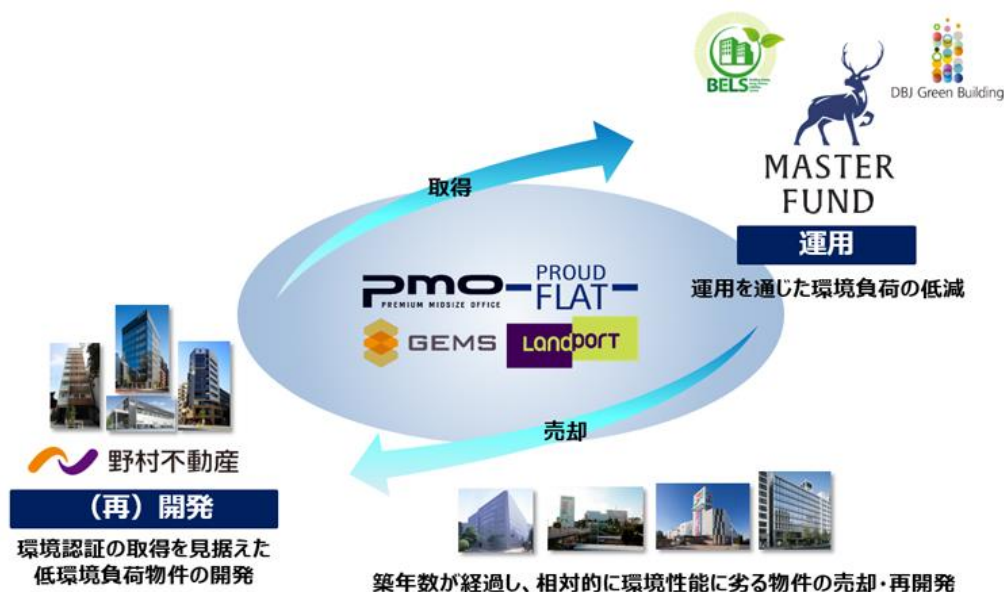 BELS
DBJ Green Building
MASTER
FUND
運用
運用を通じた環境負荷の低減
取得
pmo
PREMIUM MIDSIZE OFFICE
PROUD
FLAT
GEMS
LandPORT
売却
野村不動産
（再）開発
環境認証の取得を見据えた
低環境負荷物件の開発
築年数が経過し、相対的に環境性能に劣る物件の売却・再開発